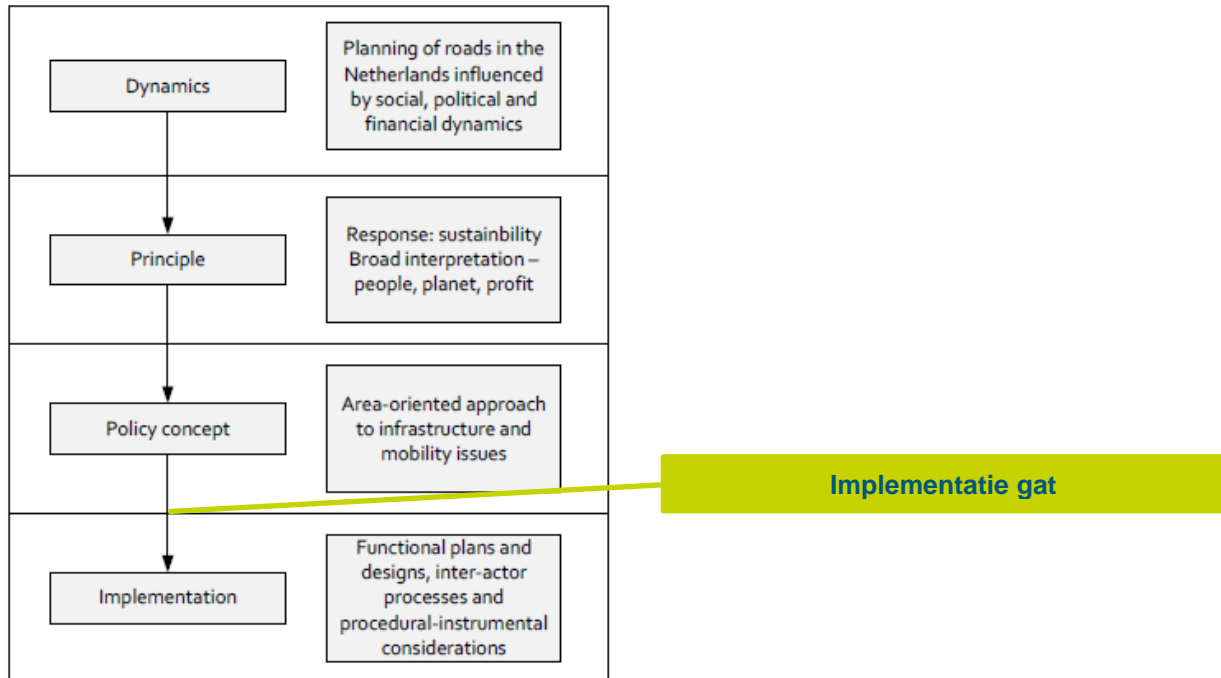 Dynamics
Planning of roads in the
Netherlands influenced
by social, political and
financial dynamics
Principle
Response: sustainbility
Broad interpretation –
people, planet, profit
Policy concept
Area-oriented approach
to infrastructure and
mobility issues
Implementatie gat
Implementation
Functional plans and
designs, inter-actor
processes and
procedural-instrumental
considerations